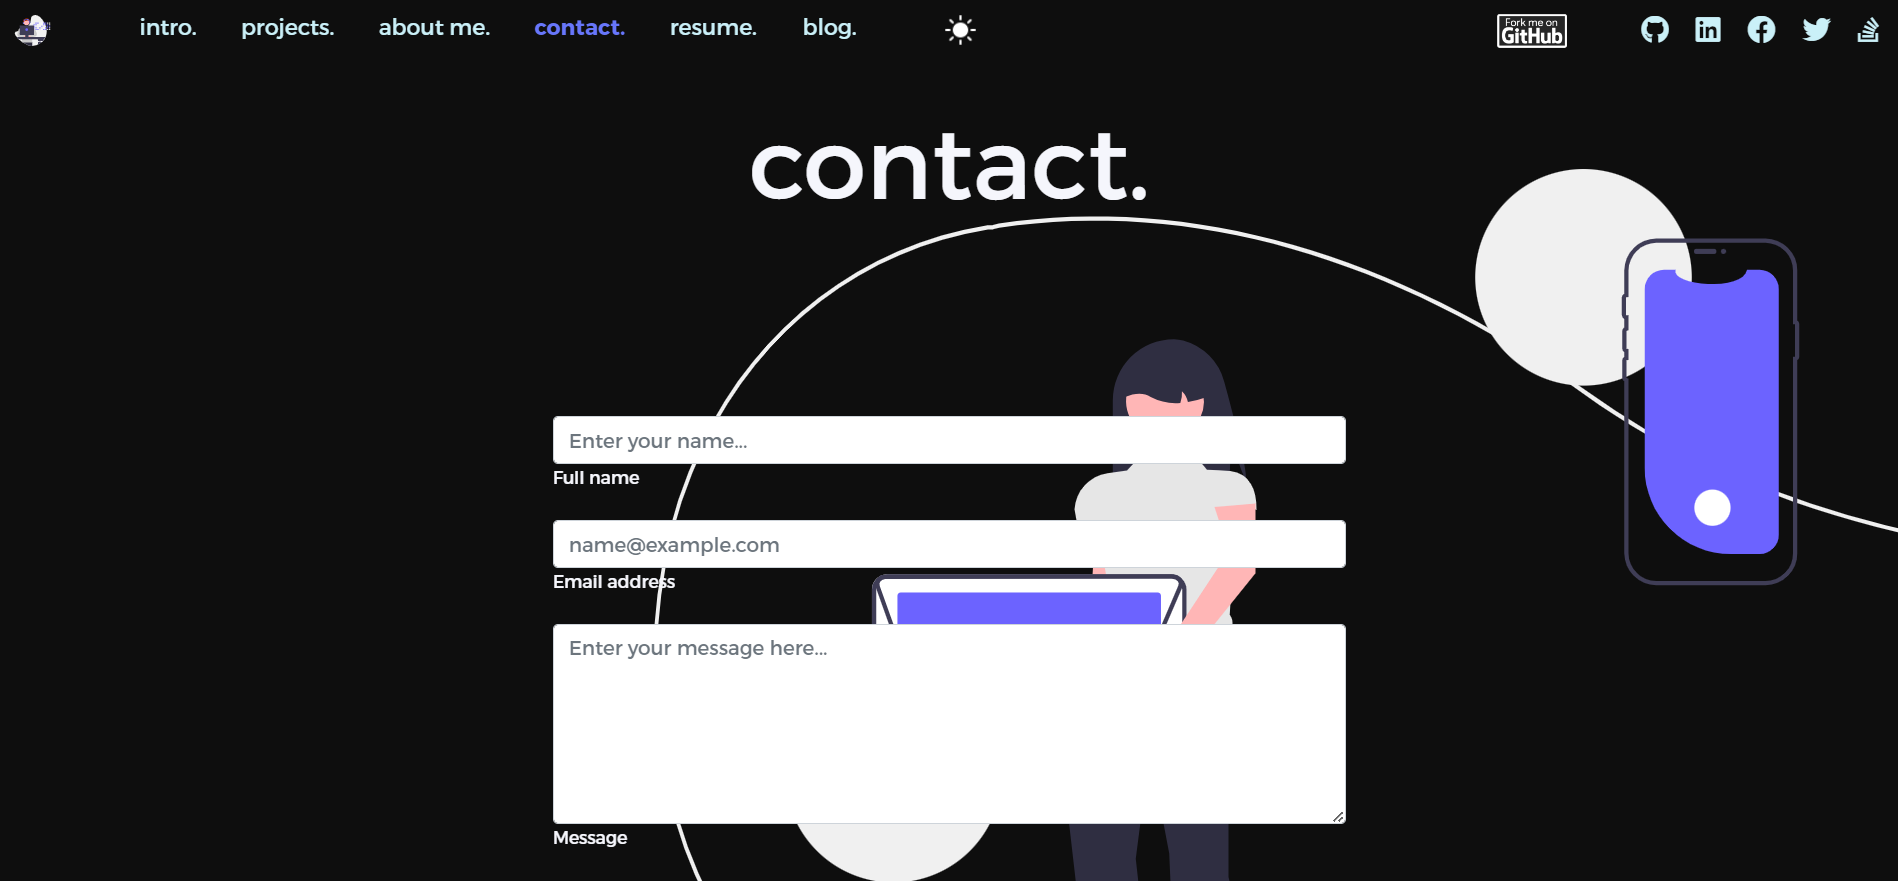 intro. projects. about me. contact. resume. blog.
Fork me on
GitHub
contact.
Enter your name...
Full name
name@example.com
Email address
Enter your message here...
Message